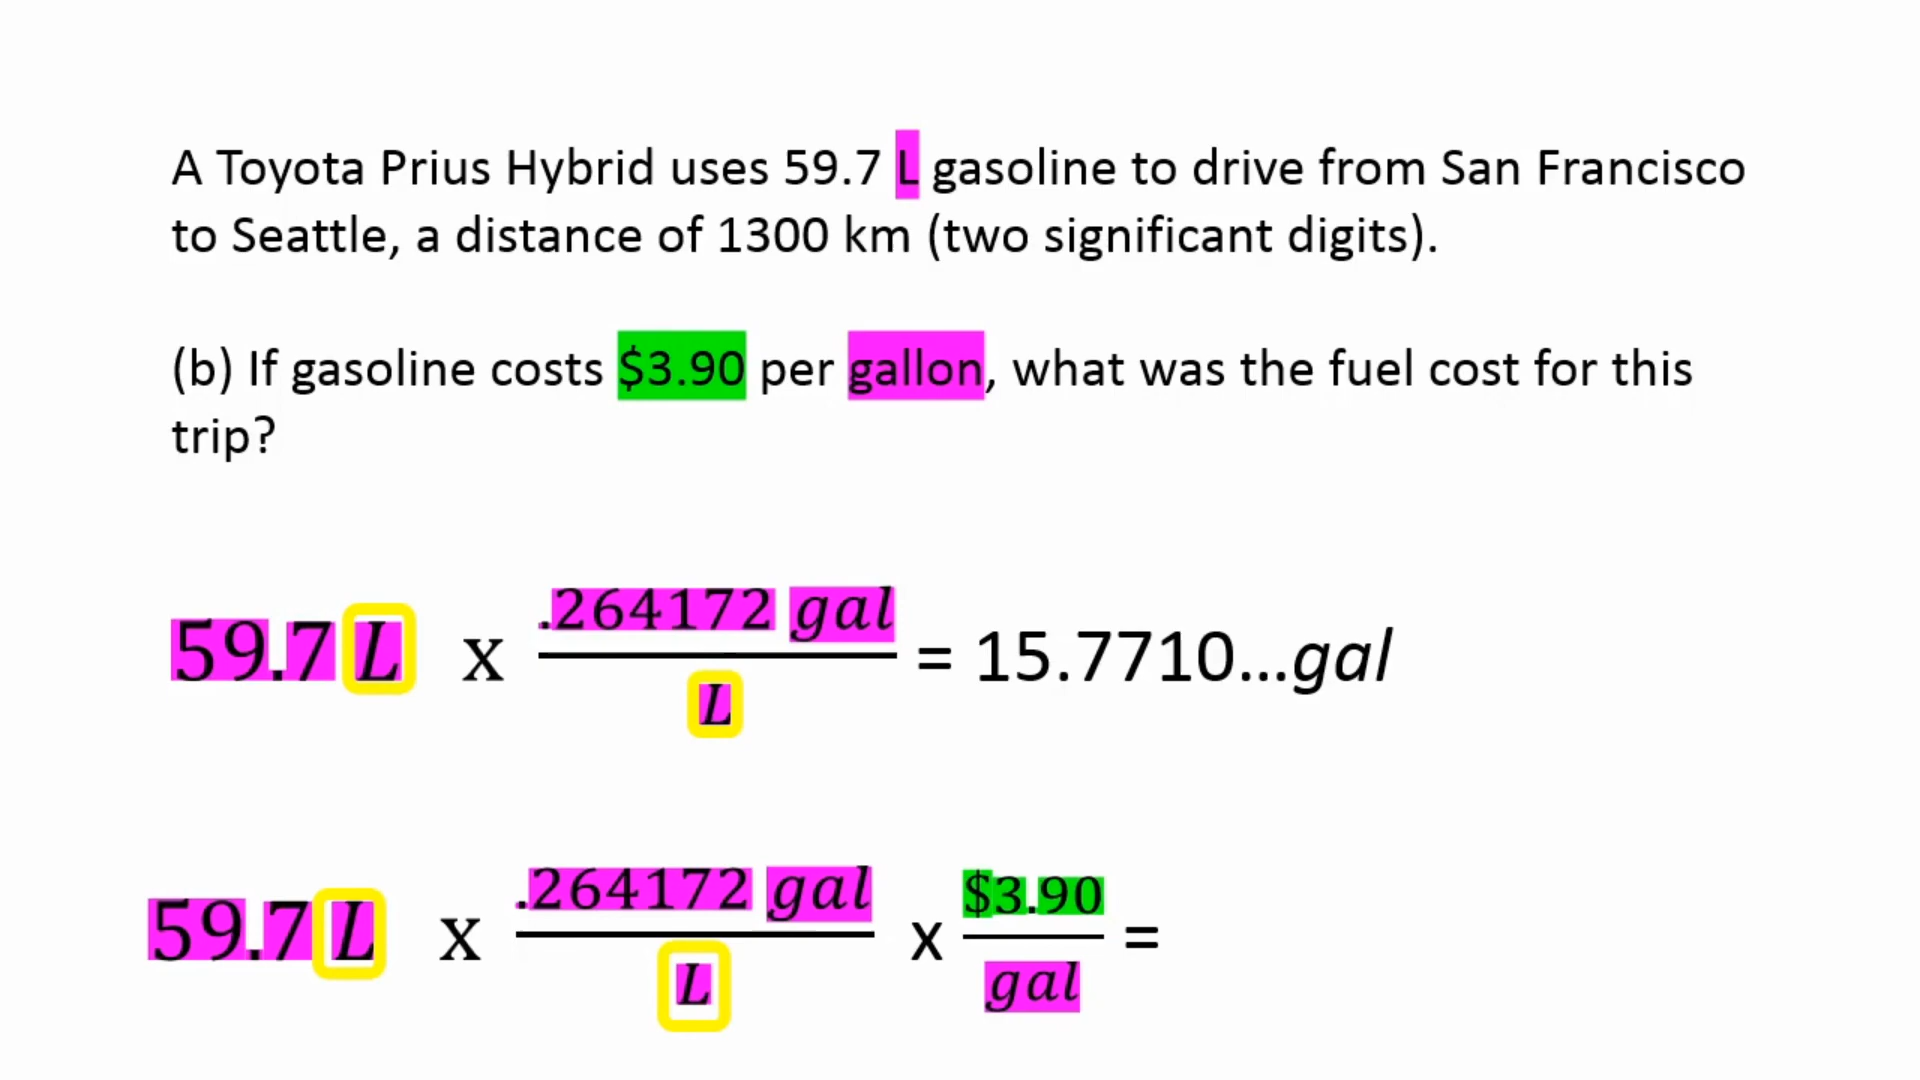 A Toyota Prius Hybrid uses 59.7 L gasoline to drive from San Francisco
to Seattle, a distance of 1300 km (two significant digits).
(b) If gasoline costs $3.90 per gallon, what was the fuel cost for this
trip?
59.7 L x .264172 gal / L = 15.7710...gal
59.7 L x .264172 gal / L x $3.90 / gal =